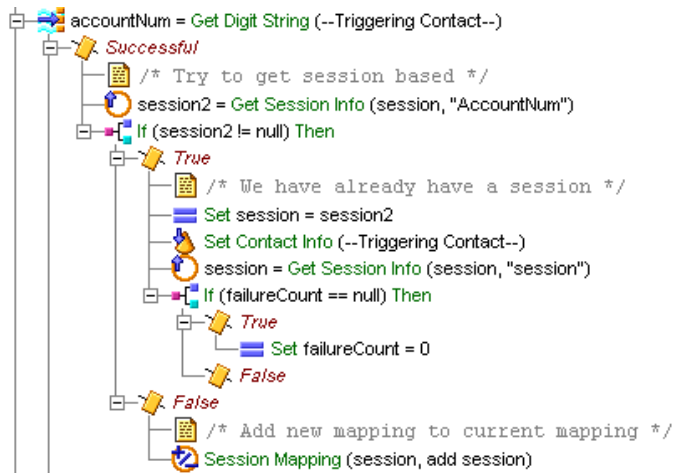 accountNum = Get Digit String (--Triggering Contact--)
Successful
/* Try to get session based */
session2 = Get Session Info (session, "AccountNum")
If (session2 != null) Then
True
/* We have already have a session */
Set session = session2
Set Contact Info (--Triggering Contact--)
session = Get Session Info (session, "session")
If (failureCount == null) Then
True
Set failureCount = 0
False
False
/* Add new mapping to current mapping */
Session Mapping (session, add session)